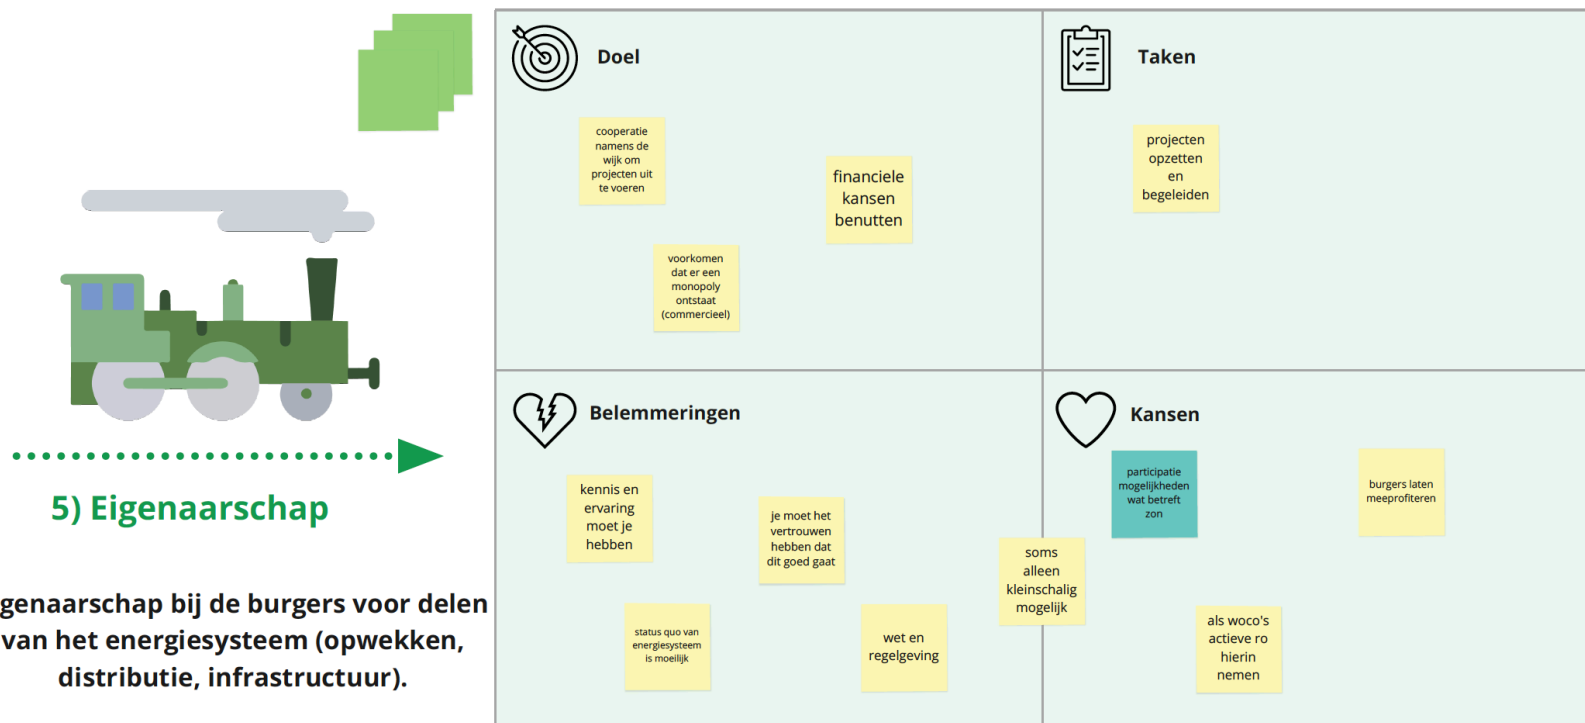 5) Eigenaarschap
genaarschap bij de burgers voor delen
van het energiesysteem (opwekken,
distributie, infrastructuur).
Doel
cooperatie
namens de
wijk om
projecten uit
te voeren
financiele
kansen
benutten
voorkomen
dat er een
monopoly
ontstaat
(commercieel)
Taken
projecten
opzetten
en
begeleiden
Belemmeringen
kennis en
ervaring
moet je
hebben
je moet het
vertrouwen
hebben dat
dit goed gaat
status quo van
energiesysteem
is moeilijk
wet en
regelgeving
soms
alleen
kleinschalig
mogelijk
Kansen
participatie
mogelijkheden
wat betreft
zon
burgers laten
meeprofiteren
als woco's
actieve ro
hierin
nemen